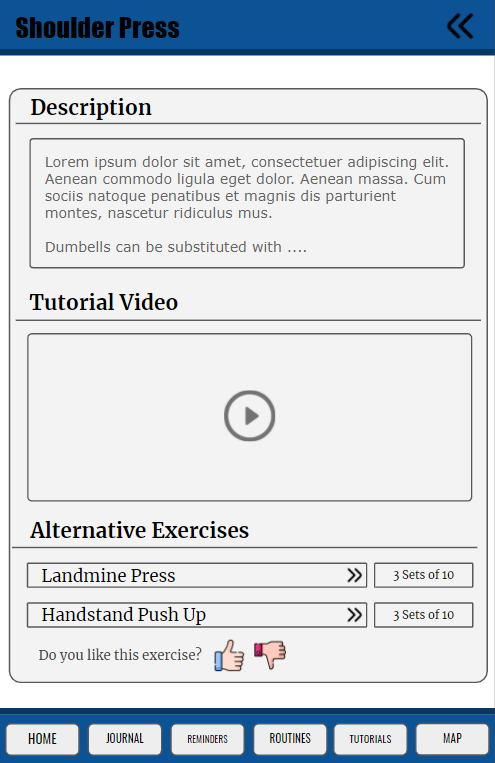 Shoulder Press
Description
Lorem ipsum dolor sit amet, consectetuer adipiscing elit.
Aenean commodo ligula eget dolor. Aenean massa. Cum
sociis natoque penatibus et magnis dis parturient
montes, nascetur ridiculus mus.
Dumbells can be substituted with ....
Tutorial Video
Alternative Exercises
Landmine Press
3 Sets of 10
Handstand Push Up
3 Sets of 10
Do you like this exercise?
HOME
JOURNAL
REMINDERS
ROUTINES
TUTORIALS
MAP